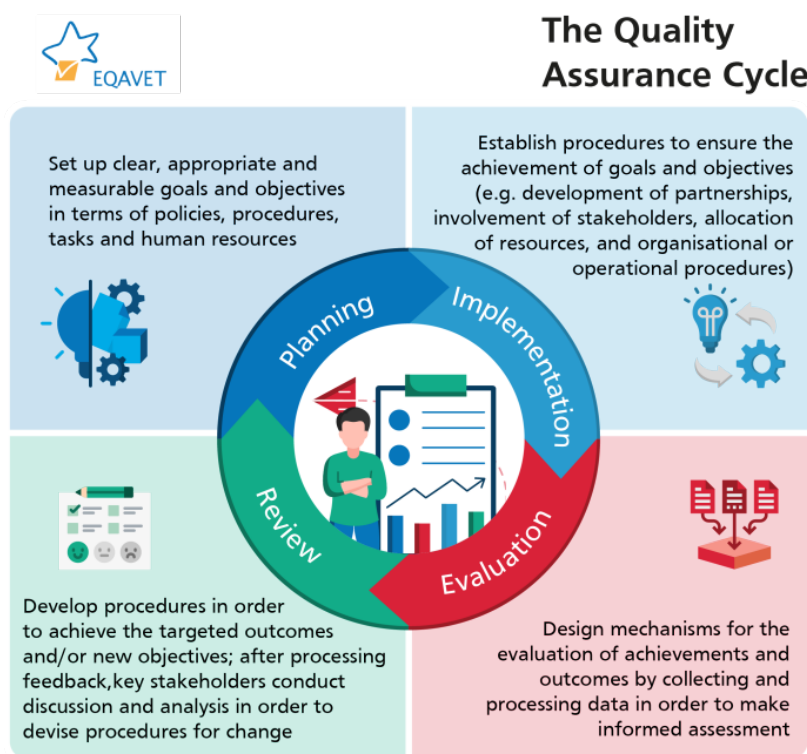 EQAVET
The Quality
Assurance Cycle
Set up clear, appropriate and
measurable goals and objectives
in terms of policies, procedures,
tasks and human resources
Establish procedures to ensure the
achievement of goals and objectives
(e.g. development of partnerships,
involvement of stakeholders, allocation
of resources, and organisational or
operational procedures)
Planning
Implementation
Review
Evaluation
Develop procedures in order
to achieve the targeted outcomes
and/or new objectives; after processing
feedback,key stakeholders conduct
discussion and analysis in order to
devise procedures for change
Design mechanisms for the
evaluation of achievements and
outcomes by collecting and
processing data in order to make
informed assessment